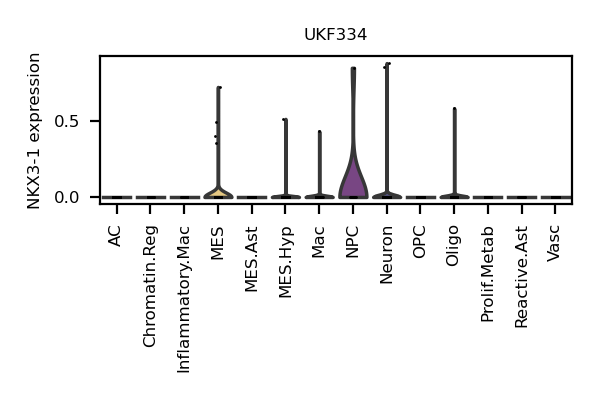 UKF334
NKX3-1 expression
0.5
0.0
AC
Chromatin.Reg
Inflammatory.Mac
MES
MES.Ast
MES.Hyp
Mac
NPC
Neuron
OPC
Oligo
Prolif.Metab
Reactive.Ast
Vasc